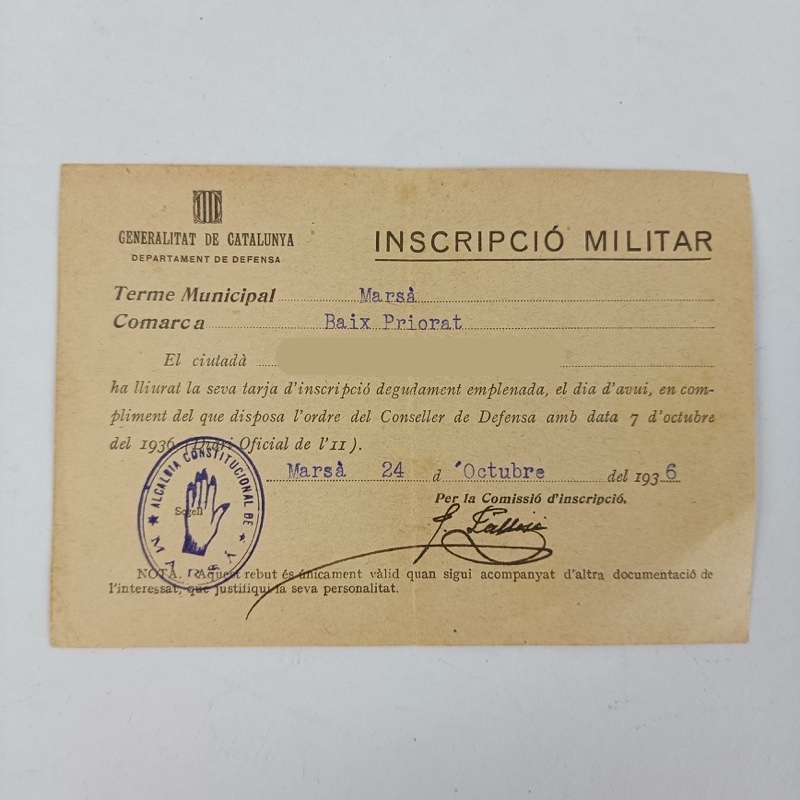 GENERALITAT DE CATALUNYA
DEPARTAMENT DE DEFENSA
INSCRIPCIÓ MILITAR
Terme Municipal Marsà
Comarca Baix Priorat
El ciutadà
ha lliurat la seva tarja d'inscripció degudament emplenada, el dia d'avui, en com-
pliment del que disposa l'ordre del Conseller de Defensa amb data 7 d'octubre
del 1936 (Diari Oficial de l'11).
Marsà 24 d 'Octubre del 1936
Per la Comissió d'inscripció,
Segell
ALCALDIA CONSTITUCIONAL DE
NOTA. - Aquest rebut és únicament vàlid quan sigui acompanyat d'altra documentació de
l'interessat, que justifiqui la seva personalitat.